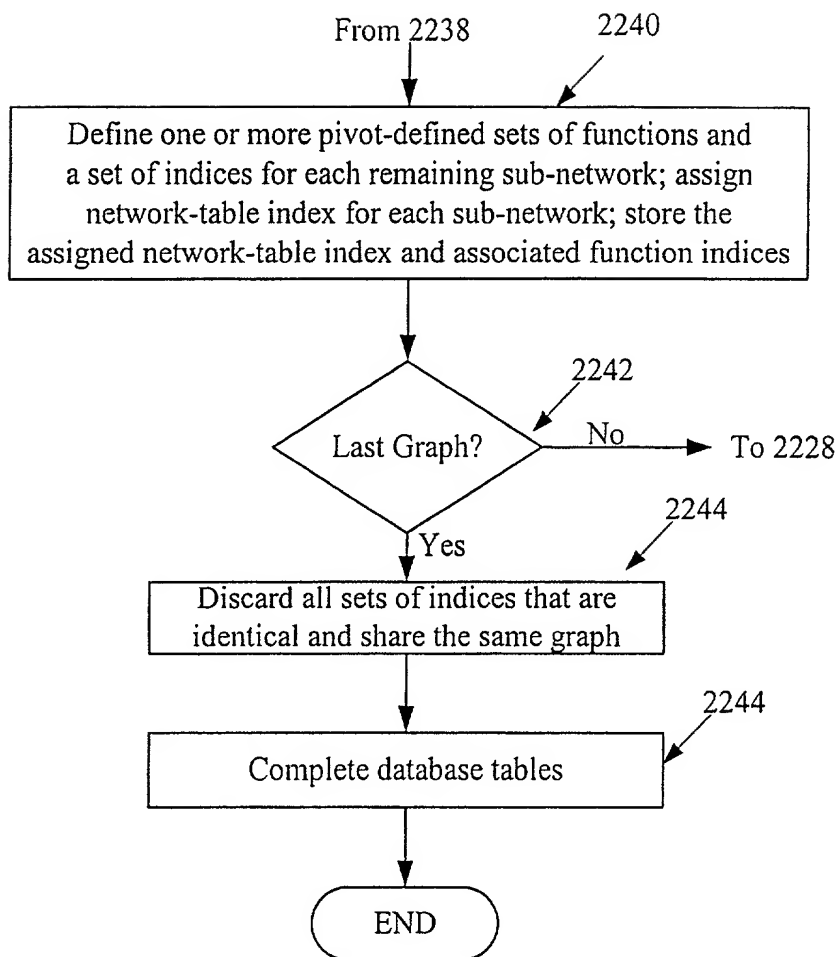 From 2238
2240
Define one or more pivot-defined sets of functions and
a set of indices for each remaining sub-network; assign
network-table index for each sub-network; store the
assigned network-table index and associated function indices
2242
Last Graph?
No
To 2228
Yes
2244
Discard all sets of indices that are
identical and share the same graph
2244
Complete database tables
END